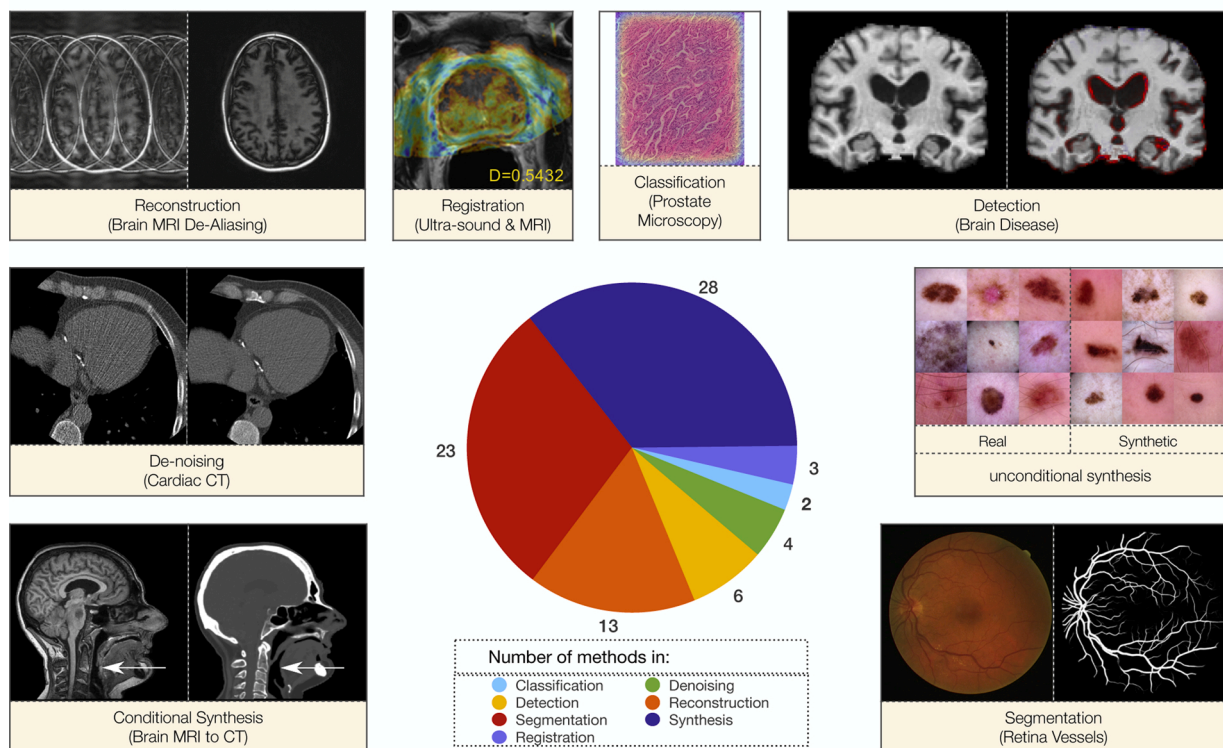 D=0.5432
Reconstruction
(Brain MRI De-Aliasing)
Registration
(Ultra-sound & MRI)
Classification
(Prostate
Microscopy)
Detection
(Brain Disease)
De-noising
(Cardiac CT)
28
23
3
2
4
6
13
Real
Synthetic
unconditional synthesis
Number of methods in:
Classification
Detection
Segmentation
Registration
Denoising
Reconstruction
Synthesis
Conditional Synthesis
(Brain MRI to CT)
Segmentation
(Retina Vessels)